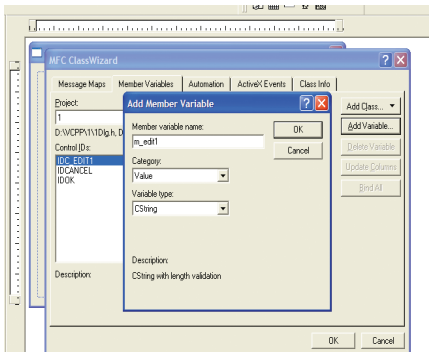 MFC ClassWizard
Message Maps Member Variables Automation ActiveX Events Class Info
Project:
1
D:\VCPP\1\1Dlg.h, D
Control IDs:
IDC_EDIT1
IDCANCEL
IDOK
Description:
Add Class...
Add Variable...
Delete Variable
Update Columns
Bind All
Add Member Variable
Member variable name:
m_edit1
Category:
Value
Variable type:
CString
Description:
CString with length validation
OK
Cancel
OK Cancel